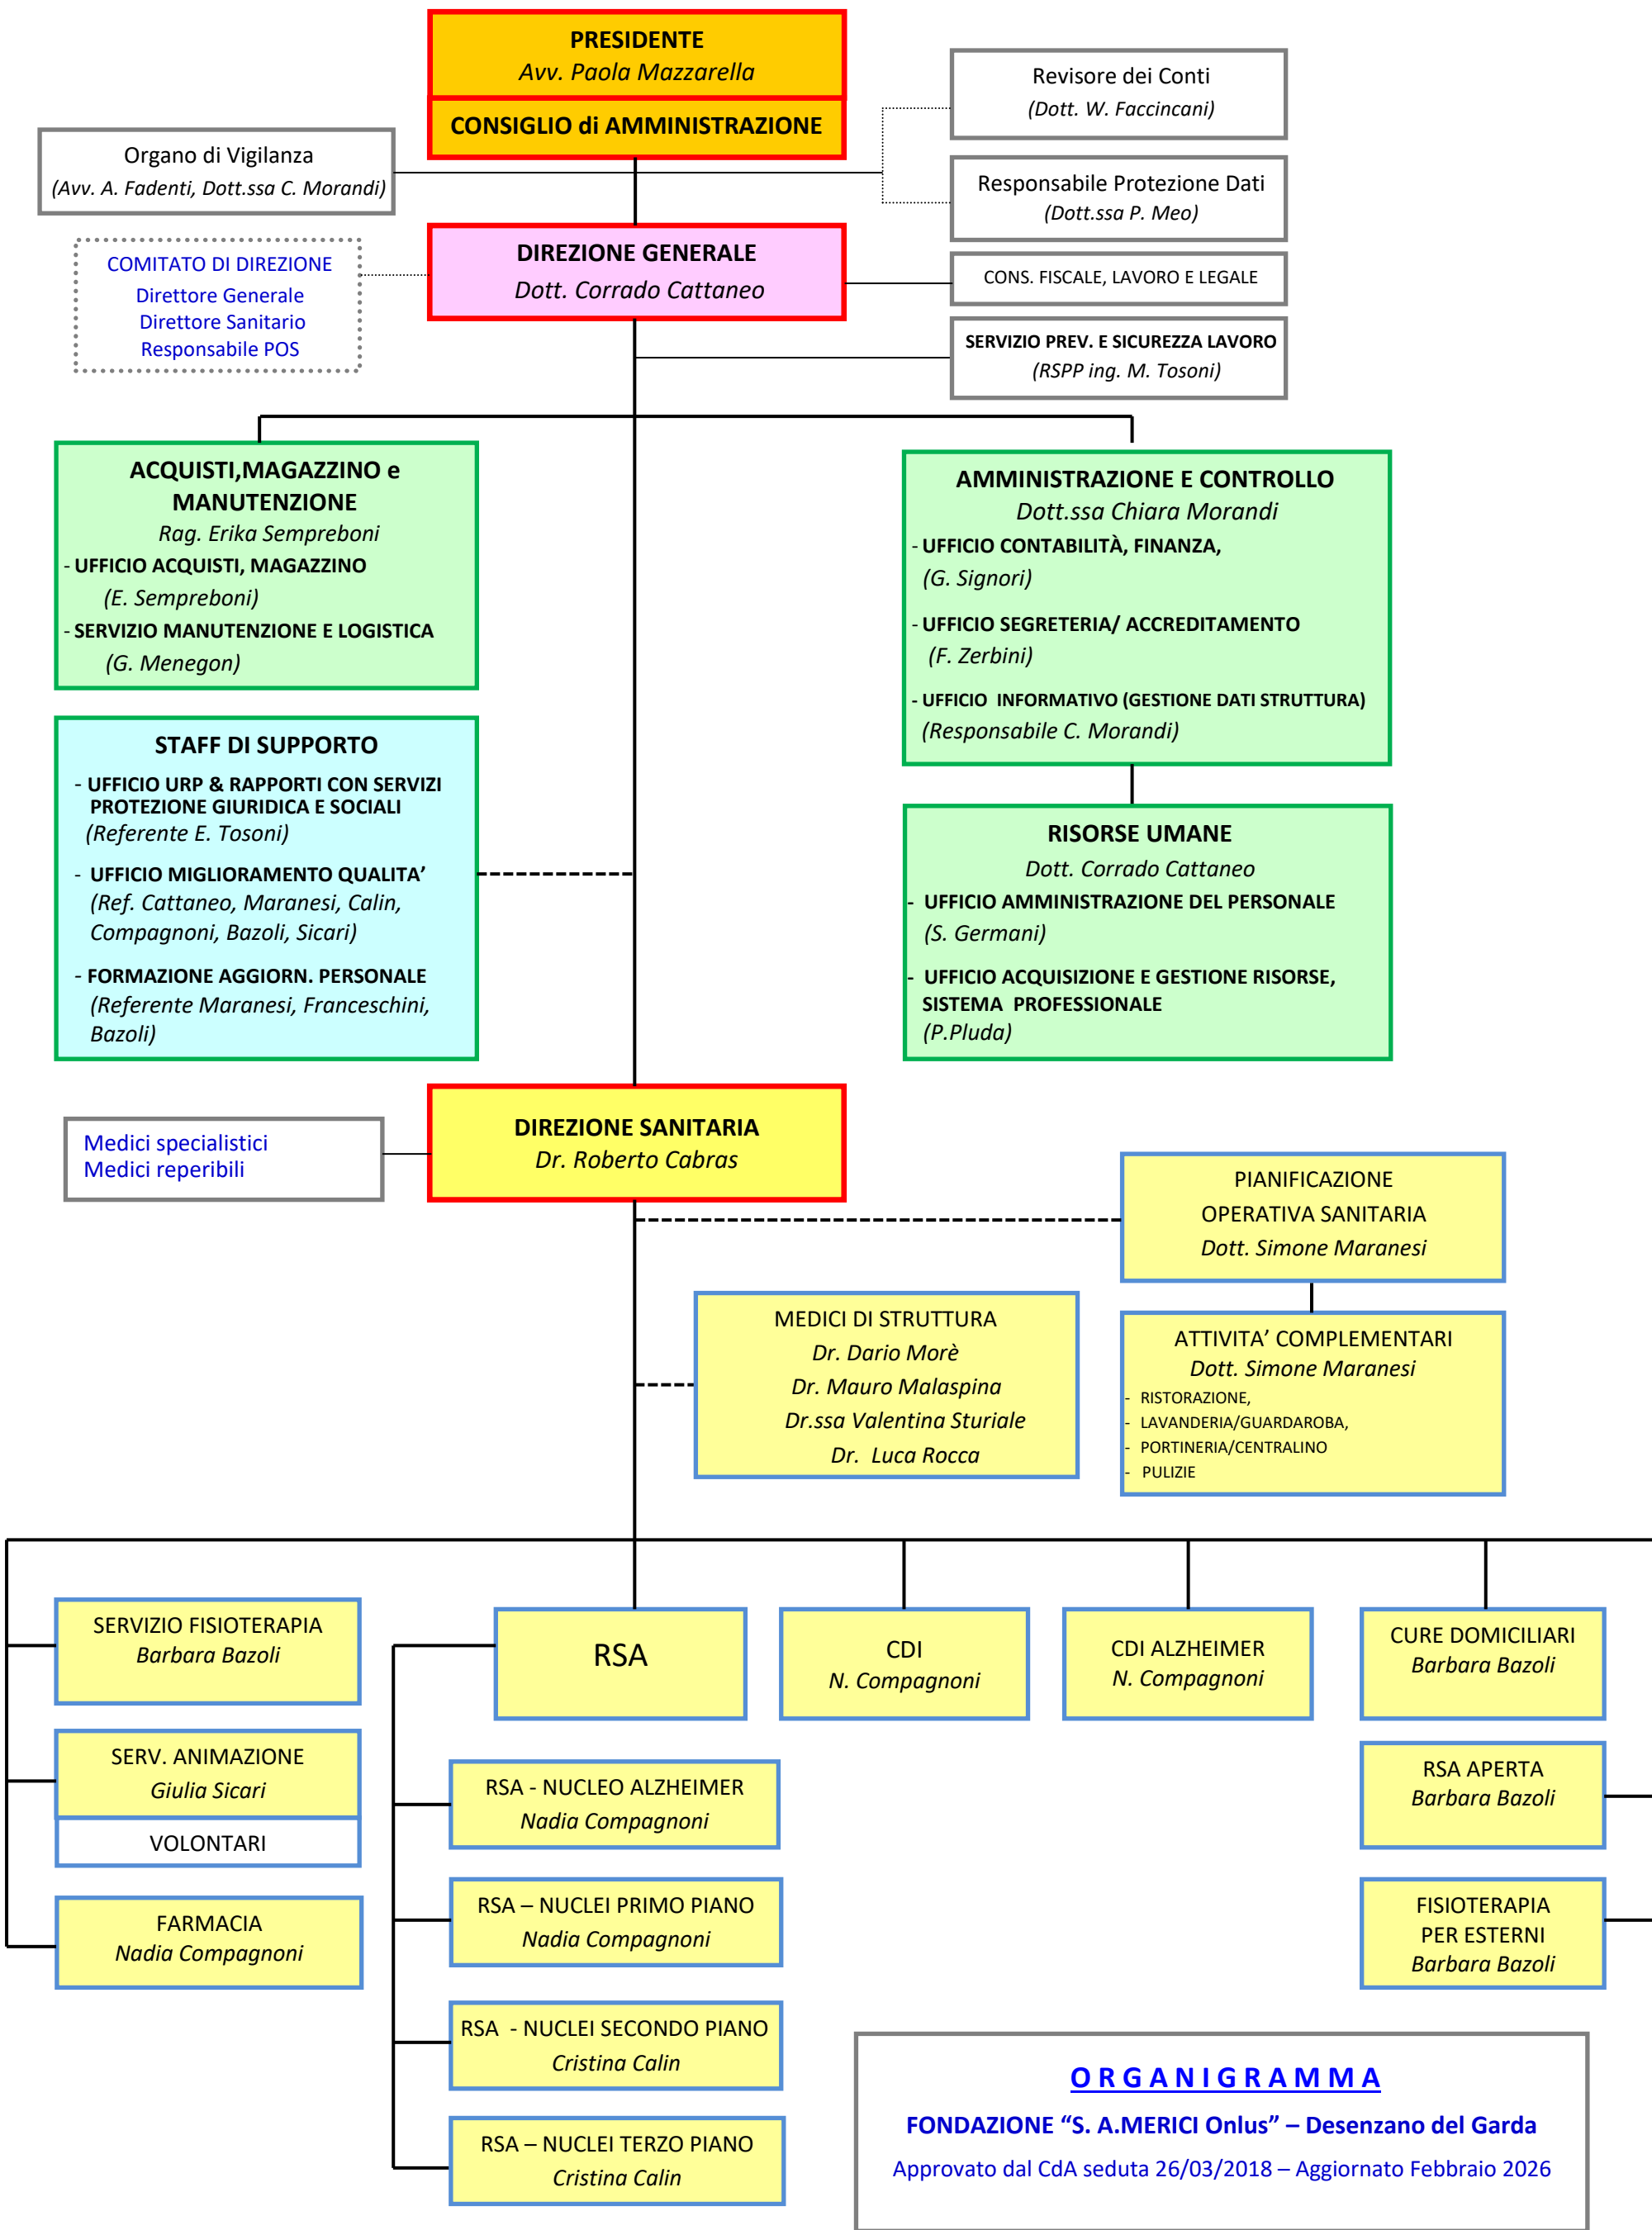 PRESIDENTE
Avv. Paola Mazzarella
CONSIGLIO di AMMINISTRAZIONE
Revisore dei Conti
(Dott. W. Faccincani)
Organo di Vigilanza
(Avv. A. Fadenti, Dott.ssa C. Morandi)
Responsabile Protezione Dati
(Dott.ssa P. Meo)
COMITATO DI DIREZIONE
Direttore Generale
Direttore Sanitario
Responsabile POS
DIREZIONE GENERALE
Dott. Corrado Cattaneo
CONS. FISCALE, LAVORO E LEGALE
SERVIZIO PREV. E SICUREZZA LAVORO
(RSPP ing. M. Tosoni)
ACQUISTI,MAGAZZINO e
MANUTENZIONE
Rag. Erika Sempreboni
- UFFICIO ACQUISTI, MAGAZZINO
(E. Sempreboni)
- SERVIZIO MANUTENZIONE E LOGISTICA
(G. Menegon)
AMMINISTRAZIONE E CONTROLLO
Dott.ssa Chiara Morandi
- UFFICIO CONTABILITÀ, FINANZA,
(G. Signori)
- UFFICIO SEGRETERIA/ ACCREDITAMENTO
(F. Zerbini)
- UFFICIO INFORMATIVO (GESTIONE DATI STRUTTURA)
(Responsabile C. Morandi)
STAFF DI SUPPORTO
- UFFICIO URP & RAPPORTI CON SERVIZI
PROTEZIONE GIURIDICA E SOCIALI
(Referente E. Tosoni)
- UFFICIO MIGLIORAMENTO QUALITA’
(Ref. Cattaneo, Maranesi, Calin,
Compagnoni, Bazoli, Sicari)
- FORMAZIONE AGGIORN. PERSONALE
(Referente Maranesi, Franceschini,
Bazoli)
RISORSE UMANE
Dott. Corrado Cattaneo
- UFFICIO AMMINISTRAZIONE DEL PERSONALE
(S. Germani)
- UFFICIO ACQUISIZIONE E GESTIONE RISORSE,
SISTEMA PROFESSIONALE
(P.Pluda)
DIREZIONE SANITARIA
Dr. Roberto Cabras
Medici specialistici
Medici reperibili
PIANIFICAZIONE
OPERATIVA SANITARIA
Dott. Simone Maranesi
MEDICI DI STRUTTURA
Dr. Dario Morè
Dr. Mauro Malaspina
Dr.ssa Valentina Sturiale
Dr. Luca Rocca
ATTIVITA’ COMPLEMENTARI
Dott. Simone Maranesi
- RISTORAZIONE,
- LAVANDERIA/GUARDAROBA,
- PORTINERIA/CENTRALINO
- PULIZIE
SERVIZIO FISIOTERAPIA
Barbara Bazoli
RSA
CDI
N. Compagnoni
CDI ALZHEIMER
N. Compagnoni
CURE DOMICILIARI
Barbara Bazoli
SERV. ANIMAZIONE
Giulia Sicari
VOLONTARI
RSA - NUCLEO ALZHEIMER
Nadia Compagnoni
RSA APERTA
Barbara Bazoli
FARMACIA
Nadia Compagnoni
RSA – NUCLEI PRIMO PIANO
Nadia Compagnoni
FISIOTERAPIA
PER ESTERNI
Barbara Bazoli
RSA - NUCLEI SECONDO PIANO
Cristina Calin
RSA – NUCLEI TERZO PIANO
Cristina Calin
O R G A N I G R A M M A
FONDAZIONE “S. A.MERICI Onlus” – Desenzano del Garda
Approvato dal CdA seduta 26/03/2018 – Aggiornato Febbraio 2026